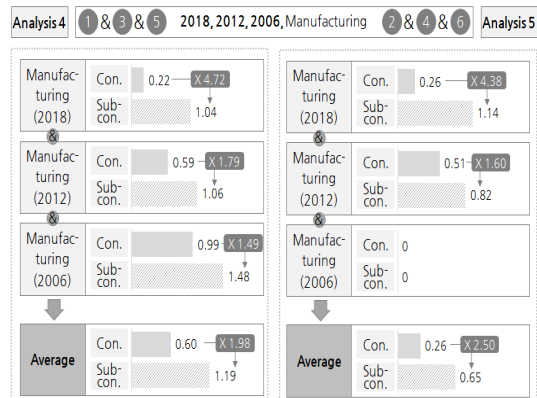 Analysis 4 1 & 3 & 5 2018, 2012, 2006, Manufacturing 2 & 4 & 6 Analysis 5
Manufac-
turing
(2018)
Con. 0.22 X 4.72
Sub-
con. 1.04
&
Manufac-
turing
(2012)
Con. 0.59 X 1.79
Sub-
con. 1.06
&
Manufac-
turing
(2006)
Con. 0.99 X 1.49
Sub-
con. 1.48
Average
Con. 0.60 X 1.98
Sub-
con. 1.19
Manufac-
turing
(2018)
Con. 0.26 X 4.38
Sub-
con. 1.14
&
Manufac-
turing
(2012)
Con. 0.51 X 1.60
Sub-
con. 0.82
&
Manufac-
turing
(2006)
Con. 0
Sub-
con. 0
Average
Con. 0.26 X 2.50
Sub-
con. 0.65